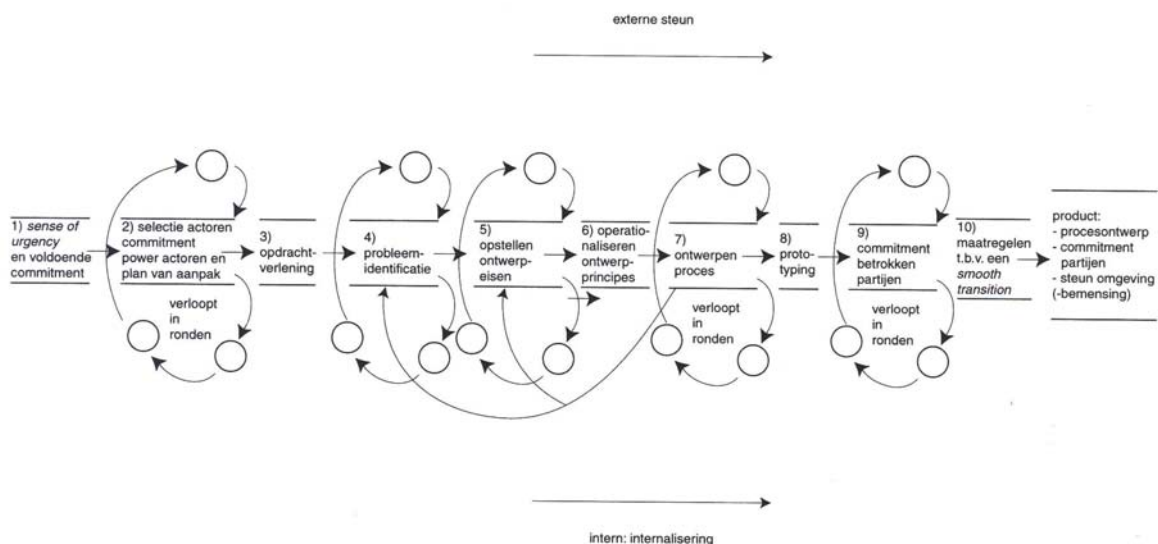 externe steun
1) sense of
urgency
en voldoende
commitment
2) selectie actoren
commitment
power actoren en
plan van aanpak
verloopt
in
ronden
3)
opdracht-
verlening
4)
probleem-
identificatie
5)
opstellen
ontwerp-
eisen
6) operatio-
naliseren
ontwerp-
principes
7)
ontwerpen
proces
verloopt
in
ronden
8)
proto-
typing
9)
commitment
betrokken
partijen
verloopt
in
ronden
10)
maatregelen
t.b.v. een
smooth
transition
product:
- procesontwerp
- commitment
partijen
- steun omgeving
(-bemensing)
intern: internalisering